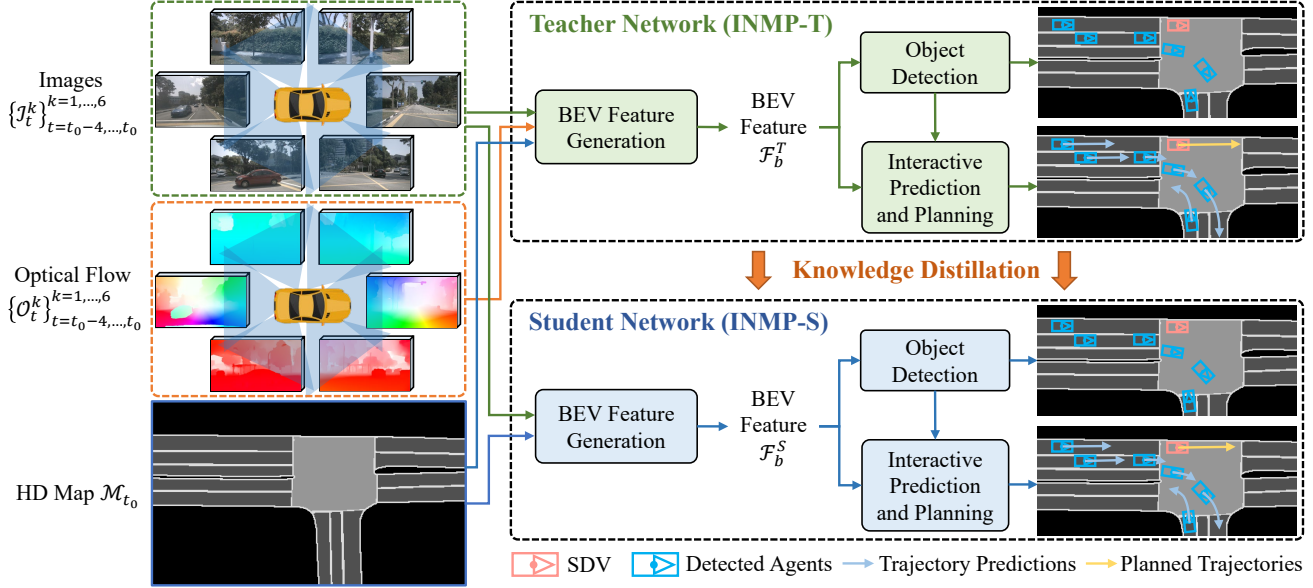 Images
{ℐ_t^k}_{t=t_0−4,…,t_0}^{k=1,…,6}
Optical Flow
{𝒪_t^k}_{t=t_0−4,…,t_0}^{k=1,…,6}
HD Map ℳ_{t_0}
Teacher Network (INMP-T)
BEV Feature
Generation
BEV
Feature
ℱ_b^T
Object
Detection
Interactive
Prediction
and Planning
Knowledge Distillation
Student Network (INMP-S)
BEV Feature
Generation
BEV
Feature
ℱ_b^S
Object
Detection
Interactive
Prediction
and Planning
SDV
Detected Agents
Trajectory Predictions
Planned Trajectories